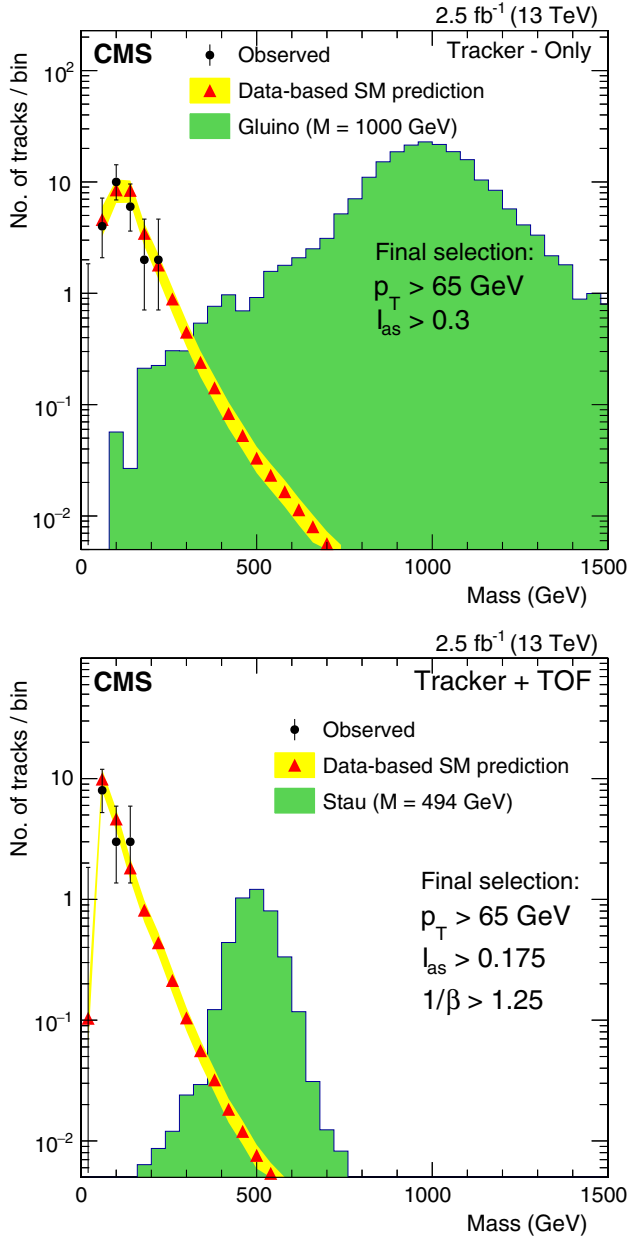 2.5 fb⁻¹ (13 TeV)
CMS
Tracker - Only
Observed
Data-based SM prediction
Gluino (M = 1000 GeV)
Final selection:
p_T > 65 GeV
I_as > 0.3
No. of tracks / bin
10²
10
1
10⁻¹
10⁻²
0 500 1000 1500
Mass (GeV)
2.5 fb⁻¹ (13 TeV)
CMS
Tracker + TOF
Observed
Data-based SM prediction
Stau (M = 494 GeV)
Final selection:
p_T > 65 GeV
I_as > 0.175
1/β > 1.25
No. of tracks / bin
10
1
10⁻¹
10⁻²
0 500 1000 1500
Mass (GeV)